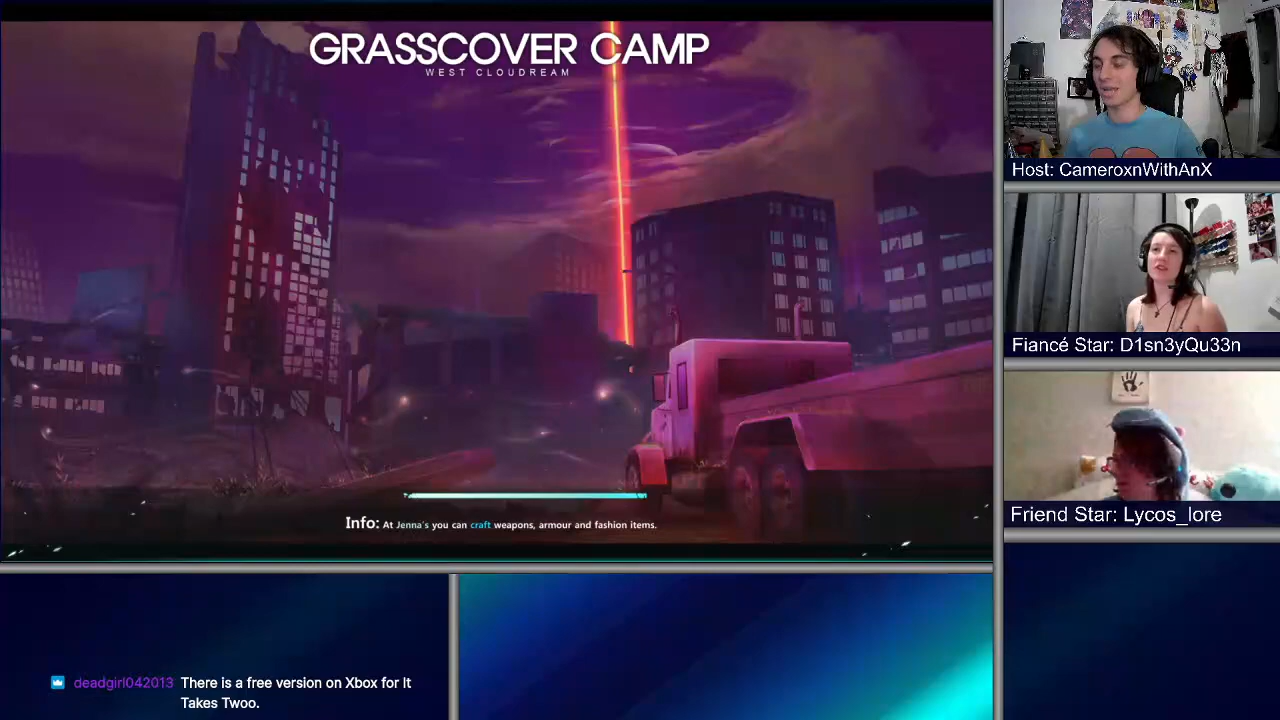 GRASSCOVER CAMP
WEST CLOUDREAM
Info: At Jenna's you can craft weapons, armour and fashion items.
Host: CameroxnWithAnX
Fiancé Star: D1sn3yQu33n
Friend Star: Lycos_lore
deadgirl042013 There is a free version on Xbox for It
Takes Twoo.